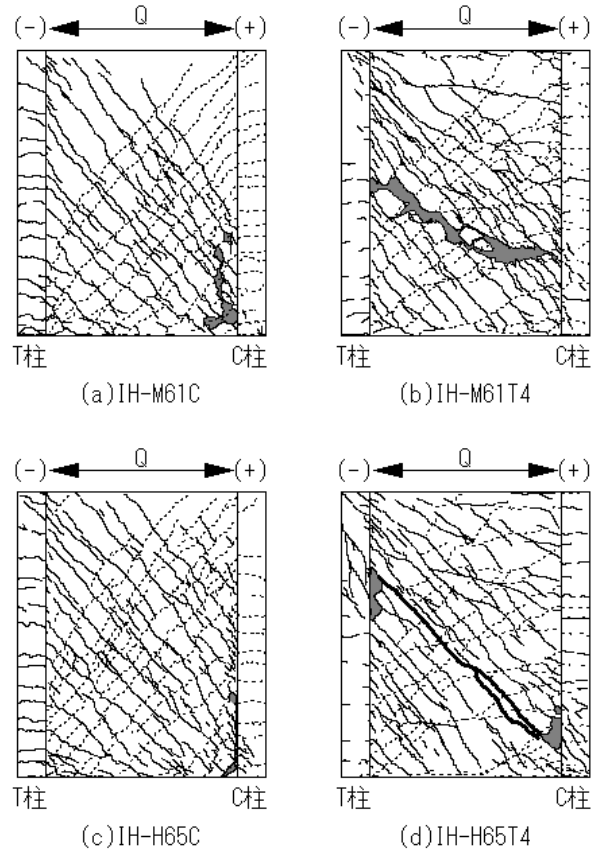 Q Q
(-) (+) (-) (+)
T柱 C柱 T柱 C柱
(a)IH-M61C (b)IH-M61T4
Q Q
(-) (+) (-) (+)
T柱 C柱 T柱 C柱
(c)IH-H65C (d)IH-H65T4